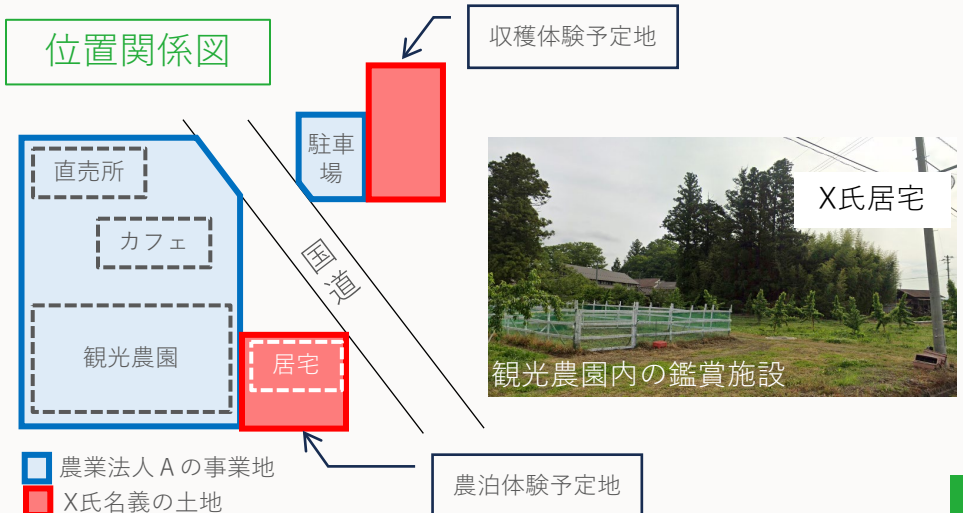 位置関係図
収穫体験予定地
駐車
場
直売所
カフェ
国道
観光農園
居宅
X氏居宅
観光農園内の鑑賞施設
農業法人Aの事業地
X氏名義の土地
農泊体験予定地